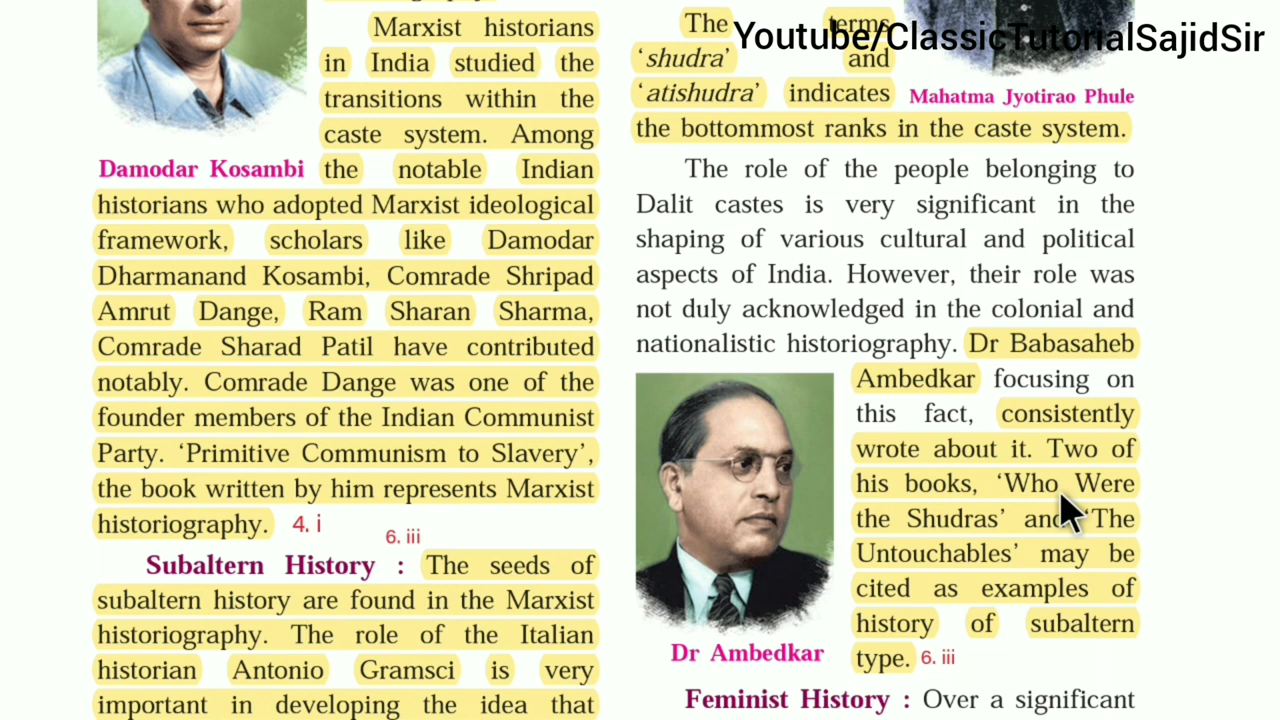 Marxist historians
in India studied the
transitions within the
caste system. Among
Damodar Kosambi the notable Indian
historians who adopted Marxist ideological
framework, scholars like Damodar
Dharmanand Kosambi, Comrade Shripad
Amrut Dange, Ram Sharan Sharma,
Comrade Sharad Patil have contributed
notably. Comrade Dange was one of the
founder members of the Indian Communist
Party. ‘Primitive Communism to Slavery’,
the book written by him represents Marxist
historiography. 4. i
6. iii
Subaltern History : The seeds of
subaltern history are found in the Marxist
historiography. The role of the Italian
historian Antonio Gramsci is very
important in developing the idea that
The terms
Youtube/ClassicTutorialSajidSir
‘shudra’ and
‘atishudra’ indicates
Mahatma Jyotirao Phule
the bottommost ranks in the caste system.
The role of the people belonging to
Dalit castes is very significant in the
shaping of various cultural and political
aspects of India. However, their role was
not duly acknowledged in the colonial and
nationalistic historiography. Dr Babasaheb
Ambedkar focusing on
this fact, consistently
wrote about it. Two of
his books, ‘Who Were
the Shudras’ and ‘The
Untouchables’ may be
cited as examples of
history of subaltern
type. 6. iii
Dr Ambedkar
Feminist History : Over a significant